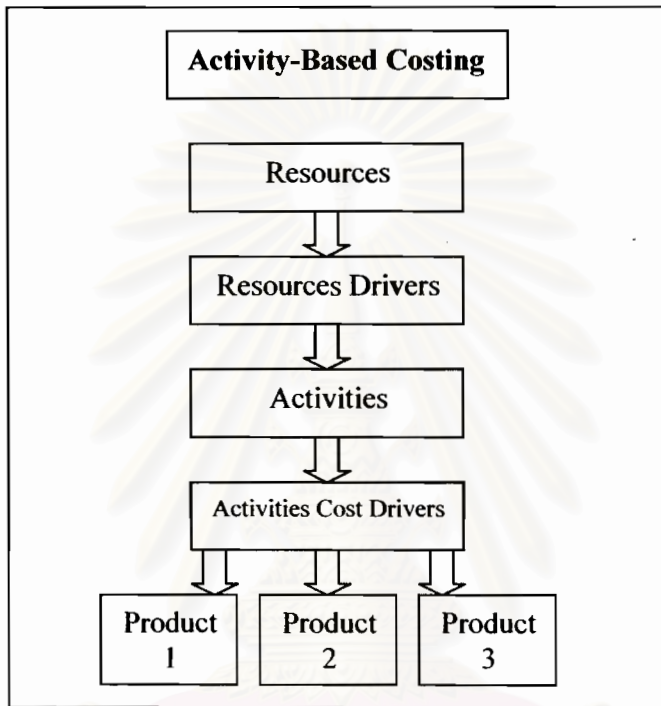 Activity-Based Costing
Resources
Resources Drivers
Activities
Activities Cost Drivers
Product
1
Product
2
Product
3